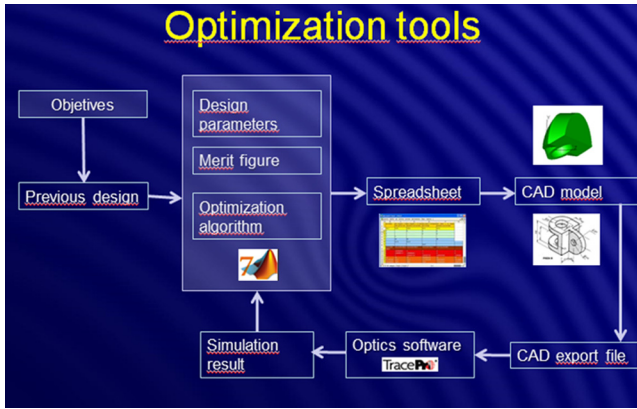 Optimization tools
Objetives
Design
parameters
Merit figure
Previous design
Optimization
algorithm
7
Spreadsheet
CAD model
Simulation
result
Optics software
TracePro
CAD export file